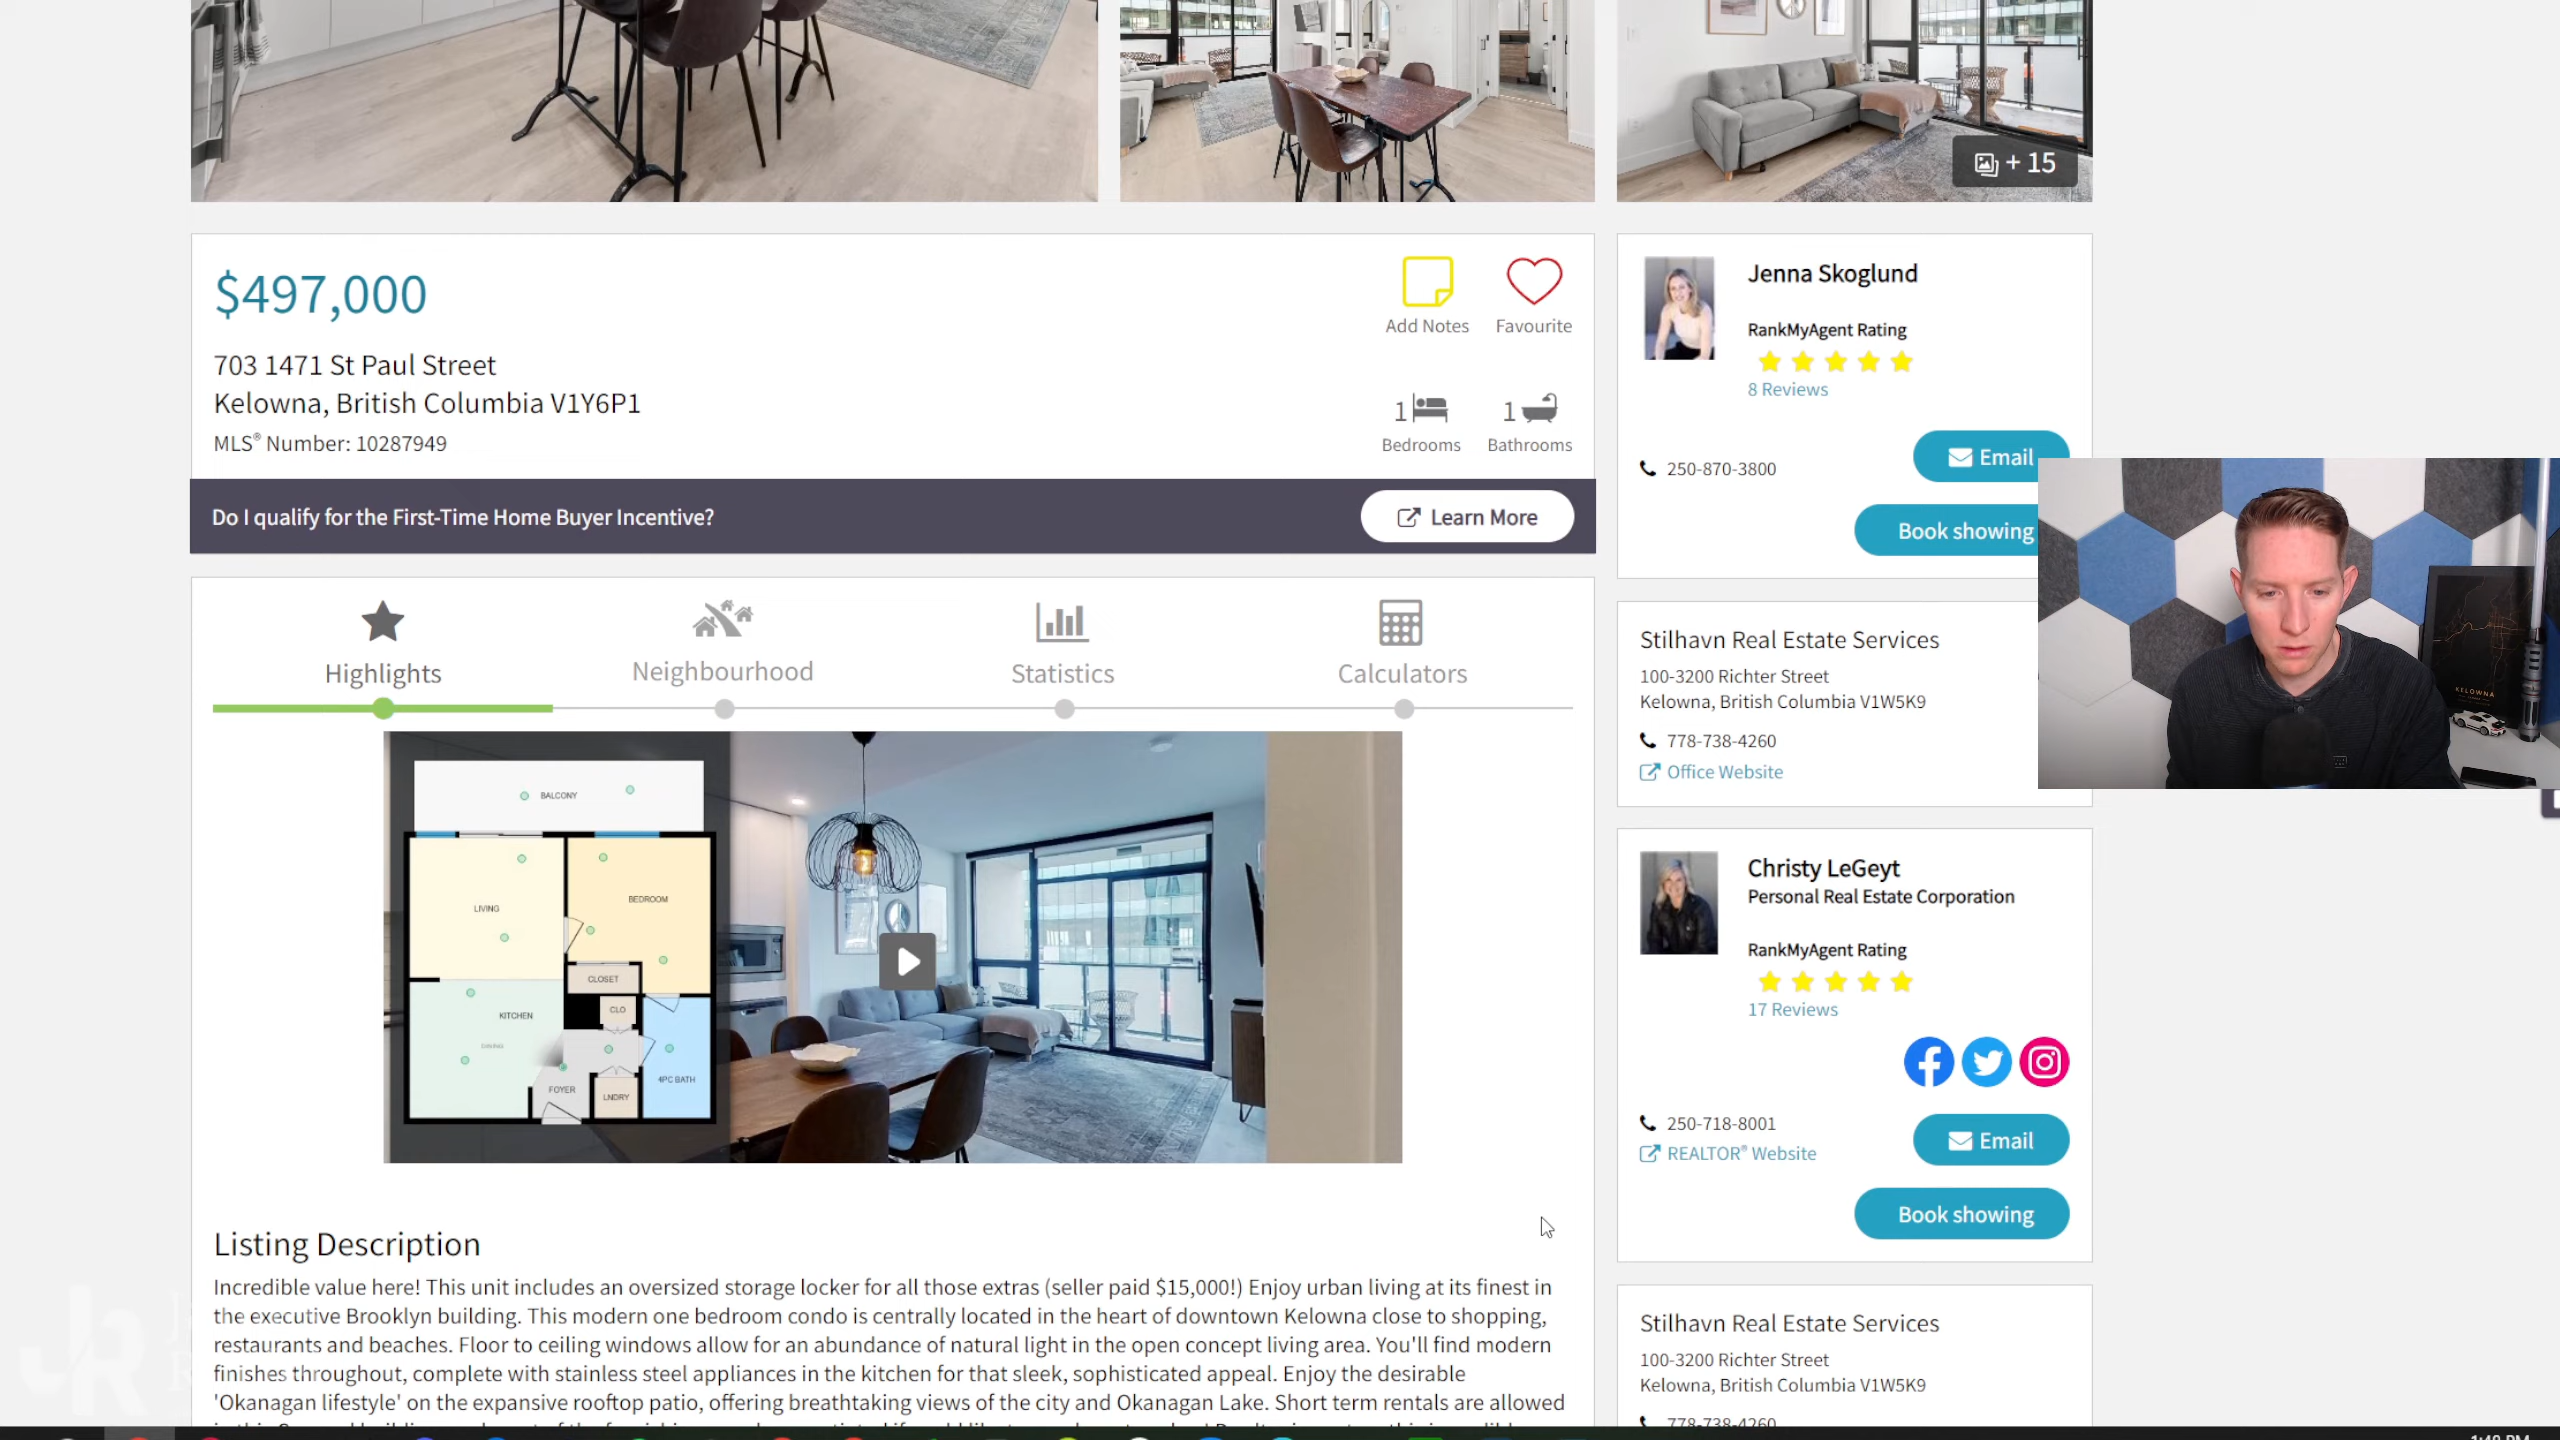 + 15
$497,000
Add Notes
Favourite
703 1471 St Paul Street
Kelowna, British Columbia V1Y6P1
MLS® Number: 10287949
1
1
Bedrooms
Bathrooms
Do I qualify for the First-Time Home Buyer Incentive?
Learn More
Highlights
Neighbourhood
Statistics
Calculators
BALCONY
LIVING
BEDROOM
CLOSET
CLO
KITCHEN
DINING
FOYER
LNDRY
4PC BATH
Listing Description
Incredible value here! This unit includes an oversized storage locker for all those extras (seller paid $15,000!) Enjoy urban living at its finest in
the executive Brooklyn building. This modern one bedroom condo is centrally located in the heart of downtown Kelowna close to shopping,
restaurants and beaches. Floor to ceiling windows allow for an abundance of natural light in the open concept living area. You'll find modern
finishes throughout, complete with stainless steel appliances in the kitchen for that sleek, sophisticated appeal. Enjoy the desirable
'Okanagan lifestyle' on the expansive rooftop patio, offering breathtaking views of the city and Okanagan Lake. Short term rentals are allowed
Jenna Skoglund
RankMyAgent Rating
8 Reviews
250-870-3800
Email
Book showing
Stilhavn Real Estate Services
100-3200 Richter Street
Kelowna, British Columbia V1W5K9
778-738-4260
Office Website
Christy LeGeyt
Personal Real Estate Corporation
RankMyAgent Rating
17 Reviews
250-718-8001
REALTOR® Website
Email
Book showing
Stilhavn Real Estate Services
100-3200 Richter Street
Kelowna, British Columbia V1W5K9
778-738-4260
KELOWNA